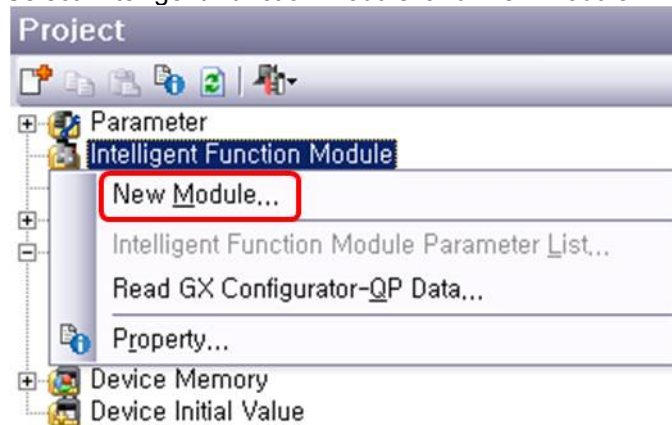 Project
Parameter
Intelligent Function Module
New Module...
Intelligent Function Module Parameter List...
Read GX Configurator-QP Data...
Property...
Device Memory
Device Initial Value